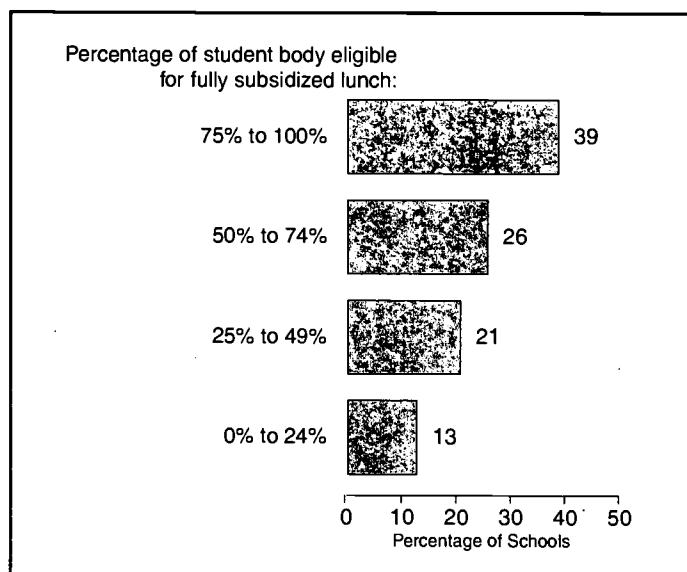 Percentage of student body eligible
for fully subsidized lunch:
75% to 100%
39
50% to 74%
26
25% to 49%
21
0% to 24%
13
0 10 20 30 40 50
Percentage of Schools